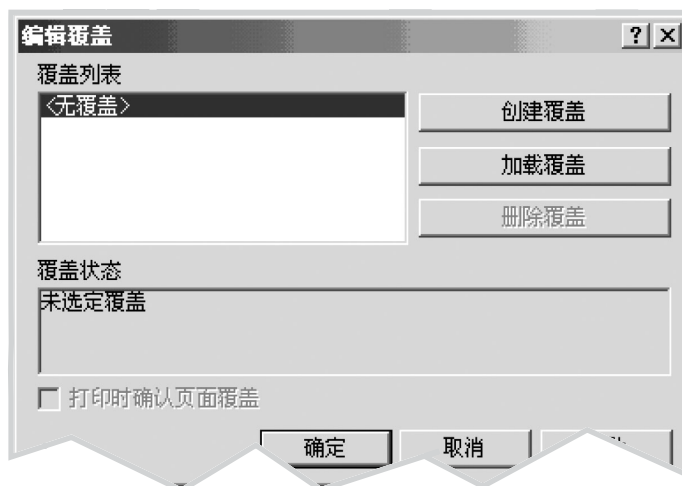 编辑覆盖
覆盖列表
<无覆盖>
创建覆盖
加载覆盖
删除覆盖
覆盖状态
未选定覆盖
打印时确认页面覆盖
确定 取消